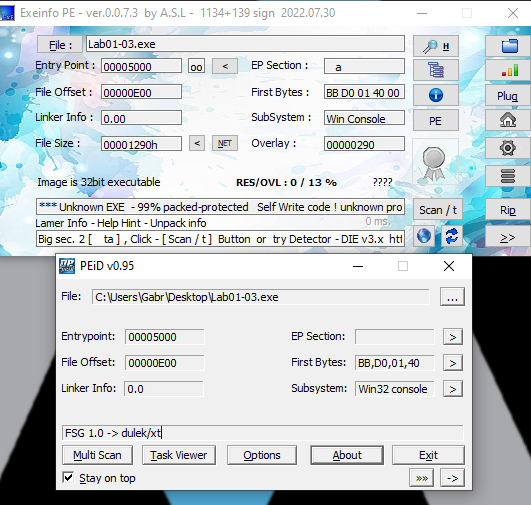 Exeinfo PE - ver.0.0.7.3 by A.S.L - 1134+139 sign 2022.07.30
File : Lab01-03.exe H
Entry Point : 00005000 oo < EP Section : a
File Offset : 00000E00 First Bytes : BB D0 01 40 00 Plug
Linker Info : 0.00 SubSystem : Win Console PE
File Size : 00001290h < NET Overlay : 00000290
Image is 32bit executable RES/OVL : 0 / 13 % ????
*** Unknown EXE - 99% packed-protected Self Write code ! unknown pro Scan / t Rip
Lamer Info - Help Hint - Unpack info 0 ms.
Big sec. 2 [ ta ] , Click - [ Scan / t ] Button or try Detector - DIE v3.x htt >>
PEiD v0.95
File: C:\Users\Gabr\Desktop\Lab01-03.exe ...
Entrypoint: 00005000 EP Section: >
File Offset: 00000E00 First Bytes: BB,D0,01,40 >
Linker Info: 0.0 Subsystem: Win32 console >
FSG 1.0 -> dulek/xt
Multi Scan Task Viewer Options About Exit
Stay on top »» ->